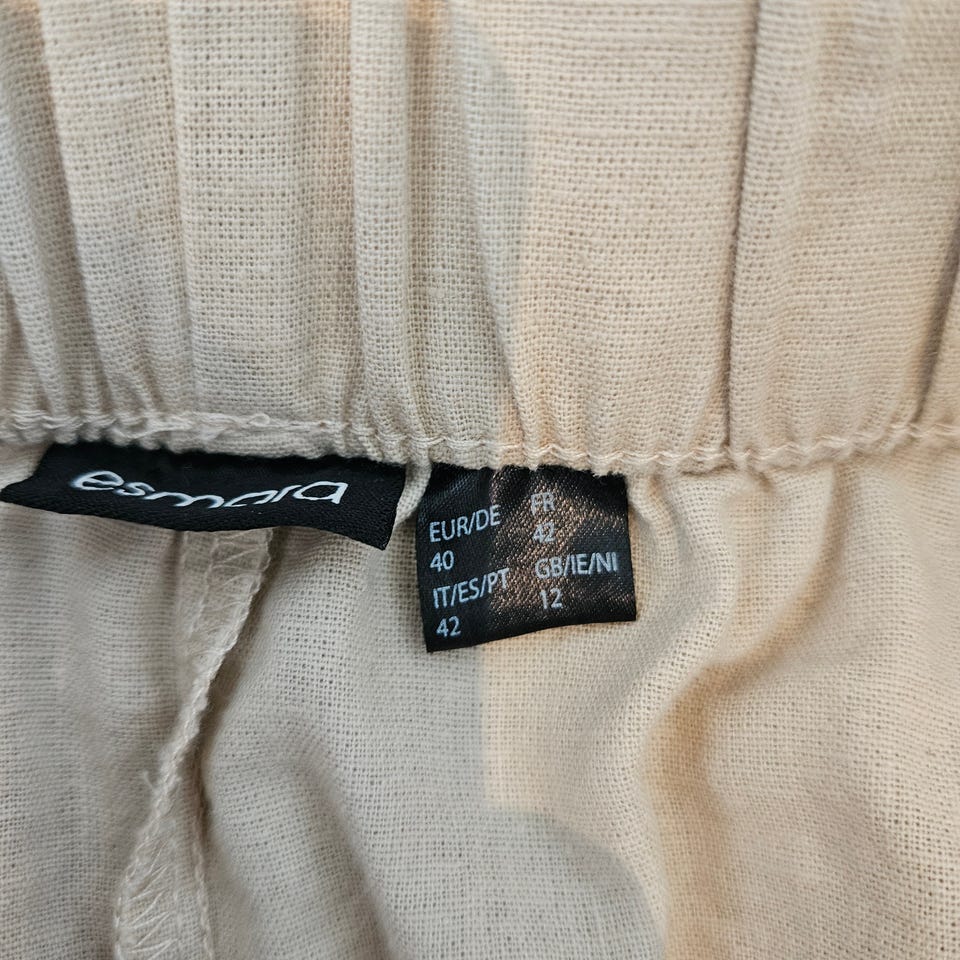 esmara
EUR/DE FR
40 42
IT/ES/PT GB/IE/NI
42 12